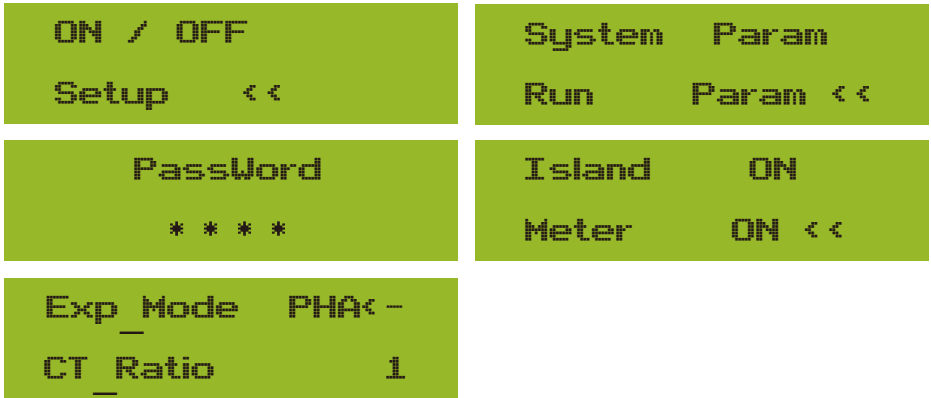 ON / OFF
Setup <<
System Param
Run Param <<
PassWord
* * * *
Island ON
Meter ON <<
Exp_Mode PHA<-
CT_Ratio 1